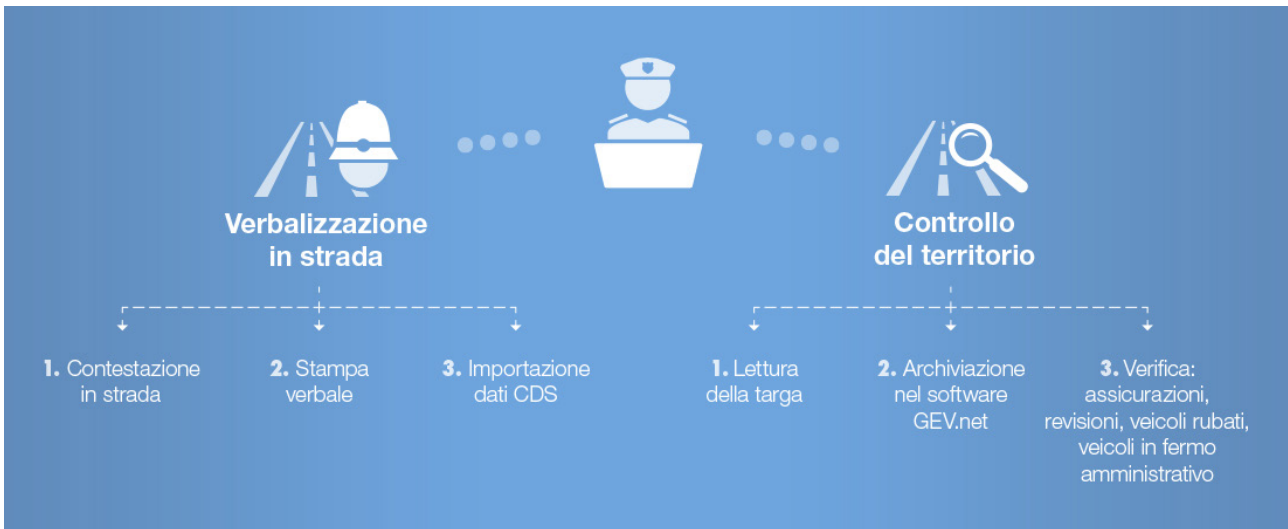 Verbalizzazione
in strada
1. Contestazione
in strada
2. Stampa
verbale
3. Importazione
dati CDS
Controllo
del territorio
1. Lettura
della targa
2. Archiviazione
nel software
GEV.net
3. Verifica:
assicurazioni,
revisioni, veicoli rubati,
veicoli in fermo
amministrativo